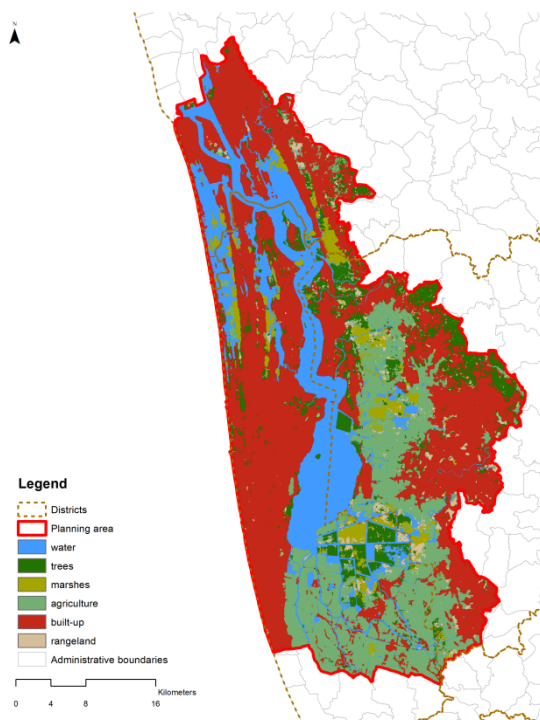 N
Legend
Districts
Planning area
water
trees
marshes
agriculture
built-up
rangeland
Administrative boundaries
Kilometers
0 4 8 16